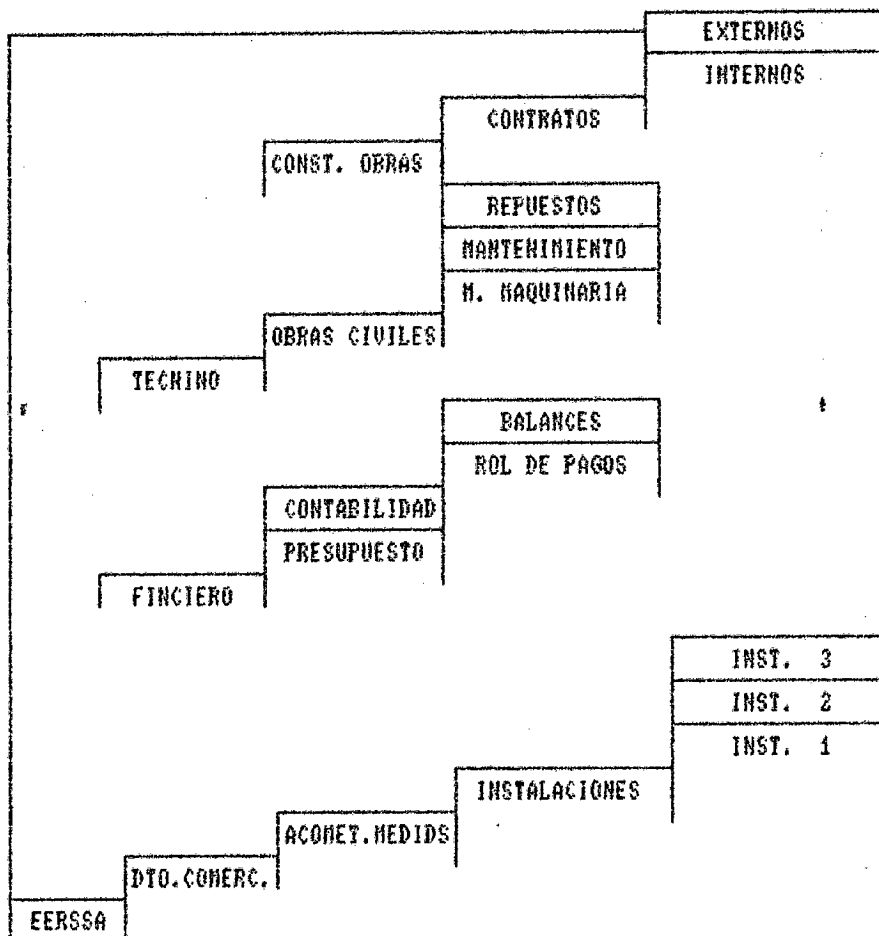 EXTERNOS
INTERNOS
CONTRATOS
CONST. OBRAS
REPUESTOS
MANTENIMIENTO
M. MAQUINARIA
OBRAS CIVILES
TECNINO
BALANCES
ROL DE PAGOS
CONTABILIDAD
PRESUPUESTO
FINCIERO
INST. 3
INST. 2
INST. 1
INSTALACIONES
ACOMET.MEDIDS
DTO.COMERC.
EERSSA